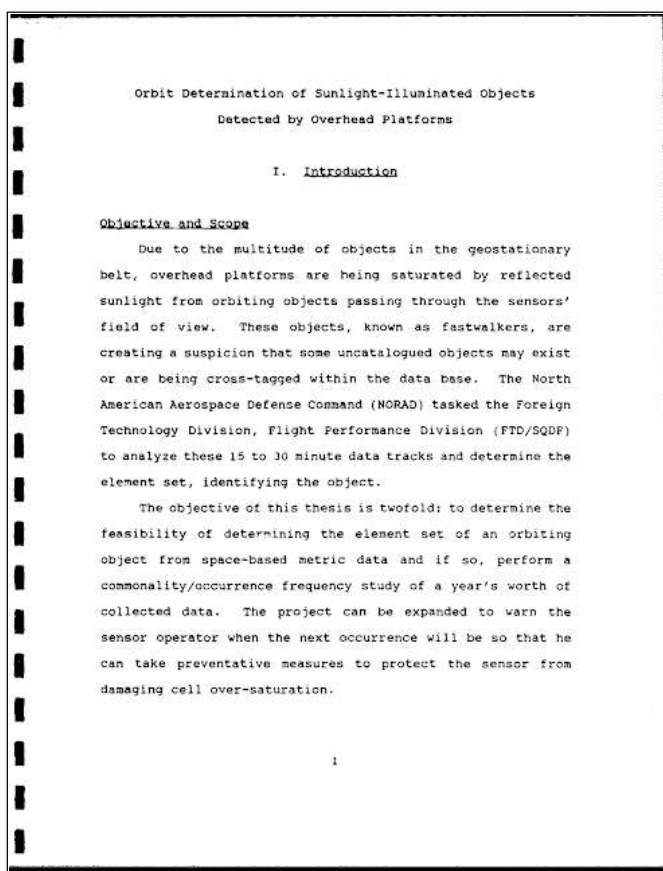 Orbit Determination of Sunlight-Illuminated Objects
Detected by Overhead Platforms
I. Introduction
Objective and Scope
Due to the multitude of objects in the geostationary
belt, overhead platforms are being saturated by reflected
sunlight from orbiting objects passing through the sensors'
field of view. These objects, known as fastwalkers, are
creating a suspicion that some uncatalogued objects may exist
or are being cross-tagged within the data base. The North
American Aerospace Defense Command (NORAD) tasked the Foreign
Technology Division, Flight Performance Division (FTD/SQDF)
to analyze these 15 to 30 minute data tracks and determine the
element set, identifying the object.
The objective of this thesis is twofold: to determine the
feasibility of determining the element set of an orbiting
object from space-based metric data and if so, perform a
commonality/occurrence frequency study of a year's worth of
collected data. The project can be expanded to warn the
sensor operator when the next occurrence will be so that he
can take preventative measures to protect the sensor from
damaging cell over-saturation.
1